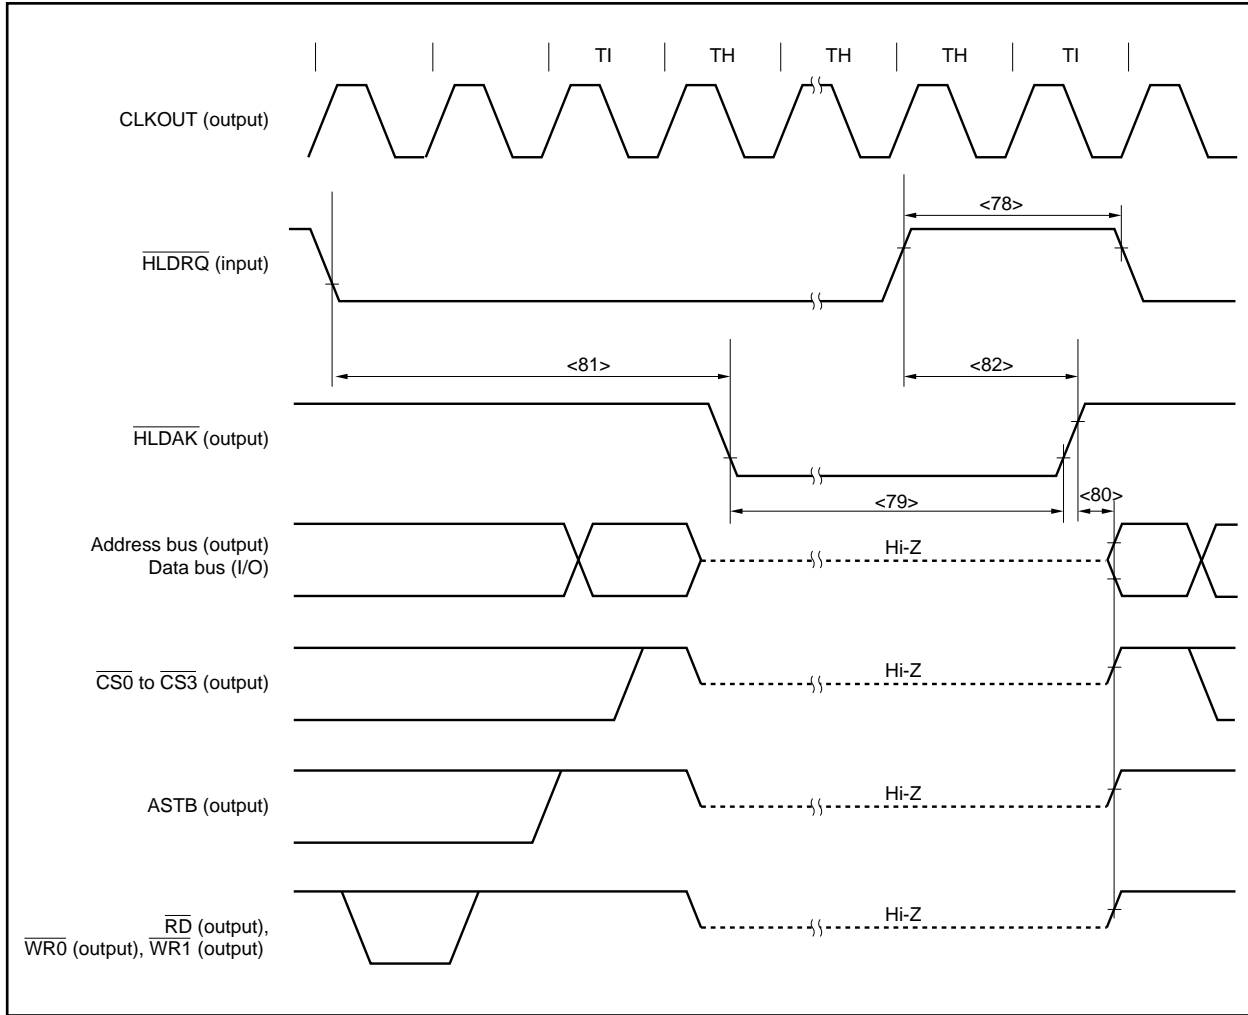 TI TH TH TH TI
CLKOUT (output)
<78>
HLDRQ (input)
<81> <82>
HLDAK (output)
<79> <80>
Address bus (output)
Data bus (I/O)
Hi-Z
CS0 to CS3 (output)
Hi-Z
ASTB (output)
Hi-Z
RD (output),
WR0 (output), WR1 (output)
Hi-Z